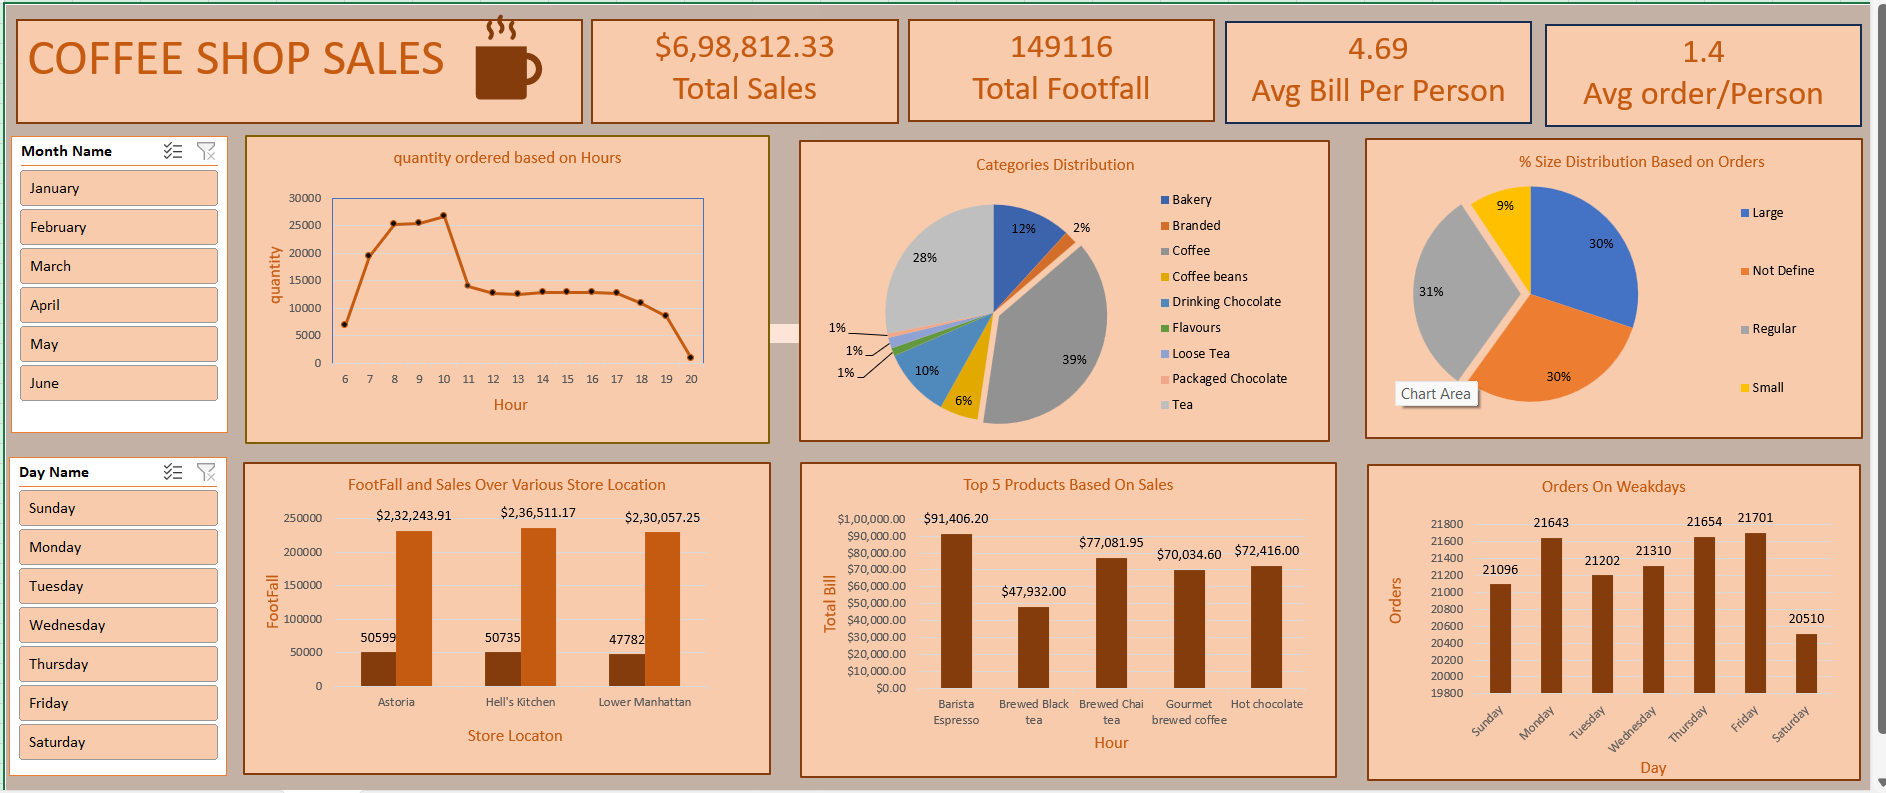 COFFEE SHOP SALES
$6,98,812.33
Total Sales
149116
Total Footfall
4.69
Avg Bill Per Person
1.4
Avg order/Person
Month Name
January
February
March
April
May
June
quantity ordered based on Hours
quantity
30000
25000
20000
15000
10000
5000
0
6 7 8 9 10 11 12 13 14 15 16 17 18 19 20
Hour
Categories Distribution
12%
2%
39%
6%
10%
1%
1%
1%
28%
Bakery
Branded
Coffee
Coffee beans
Drinking Chocolate
Flavours
Loose Tea
Packaged Chocolate
Tea
% Size Distribution Based on Orders
30%
30%
31%
9%
Large
Not Define
Regular
Small
Chart Area
Day Name
Sunday
Monday
Tuesday
Wednesday
Thursday
Friday
Saturday
FootFall and Sales Over Various Store Location
FootFall
250000
200000
150000
100000
50000
0
$2,32,243.91
$2,36,511.17
$2,30,057.25
50599
50735
47782
Astoria
Hell's Kitchen
Lower Manhattan
Store Locaton
Top 5 Products Based On Sales
Total Bill
$1,00,000.00
$90,000.00
$80,000.00
$70,000.00
$60,000.00
$50,000.00
$40,000.00
$30,000.00
$20,000.00
$10,000.00
$0.00
$91,406.20
$47,932.00
$77,081.95
$70,034.60
$72,416.00
Barista
Espresso
Brewed Black
tea
Brewed Chai
tea
Gourmet
brewed coffee
Hot chocolate
Hour
Orders On Weakdays
Orders
21800
21600
21400
21200
21000
20800
20600
20400
20200
20000
19800
21096
21643
21202
21310
21654
21701
20510
Sunday
Monday
Tuesday
Wednesday
Thursday
Friday
Saturday
Day